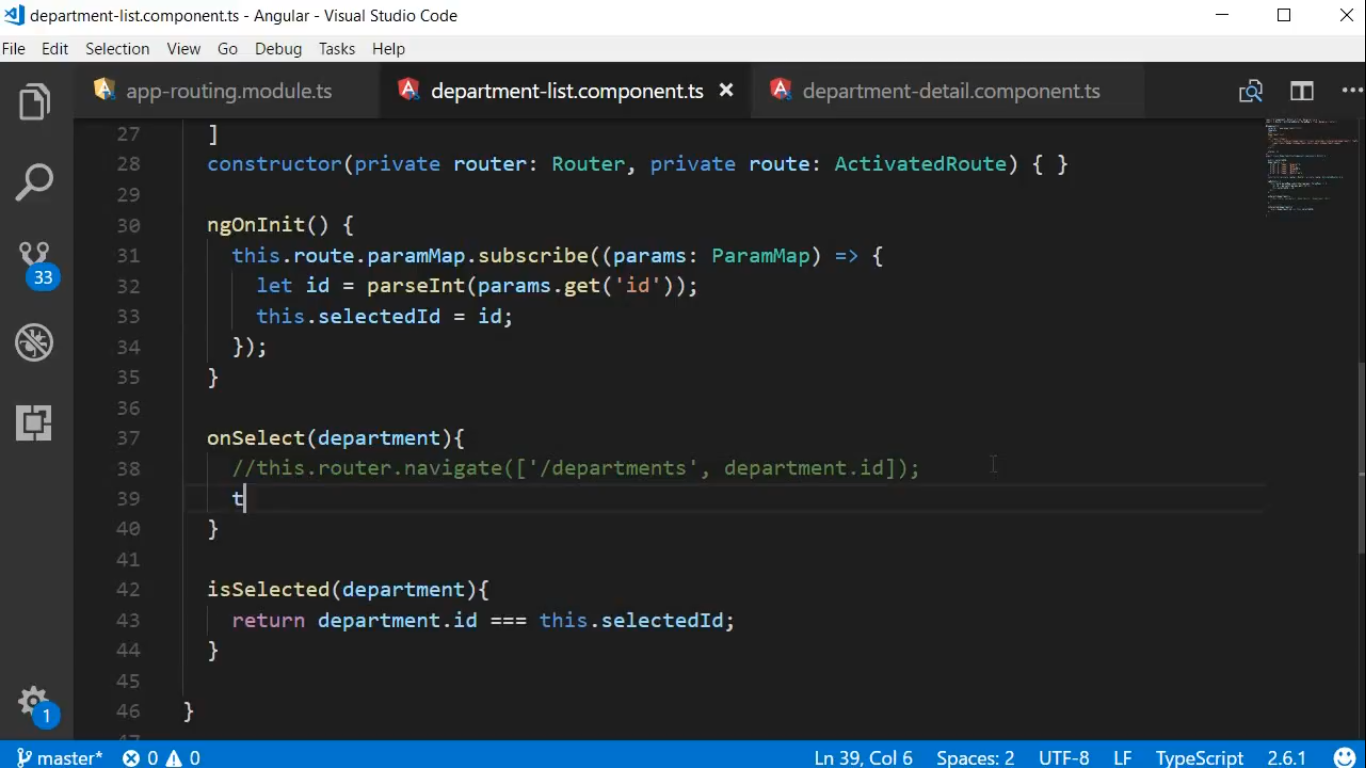 department-list.component.ts - Angular - Visual Studio Code
File Edit Selection View Go Debug Tasks Help
app-routing.module.ts department-list.component.ts department-detail.component.ts
27 ]
28 constructor(private router: Router, private route: ActivatedRoute) { }
29
30 ngOnInit() {
31 this.route.paramMap.subscribe((params: ParamMap) => {
32 let id = parseInt(params.get('id'));
33 this.selectedId = id;
34 });
35 }
36
37 onSelect(department){
38 //this.router.navigate(['/departments', department.id]);
39 t
40 }
41
42 isSelected(department){
43 return department.id === this.selectedId;
44 }
45
46 }
33
1
master* 0 0 Ln 39, Col 6 Spaces: 2 UTF-8 LF TypeScript 2.6.1